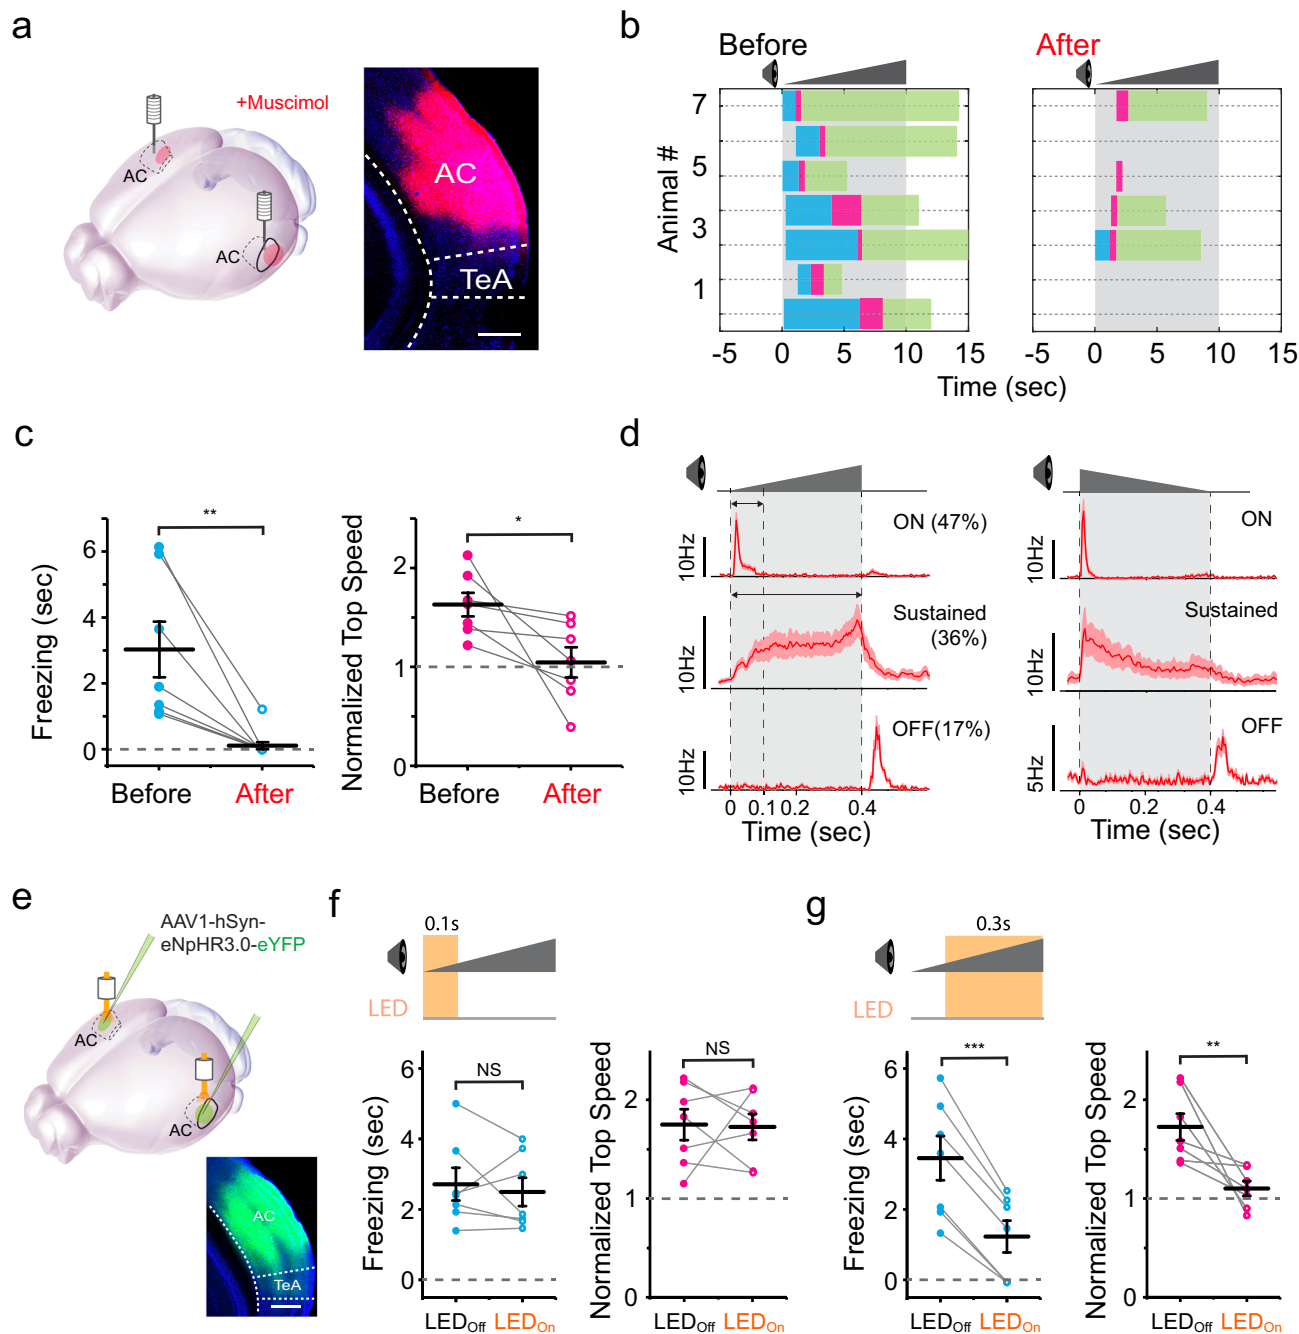 a
+Muscimol
AC
AC
AC
TeA
b
Before
After
Animal #
7
5
3
1
-5 0 5 10 15
-5 0 5 10 15
Time (sec)
c
**
Freezing (sec)
6
4
2
0
Before After
*
Normalized Top Speed
2
1
0
Before After
d
ON (47%)
10Hz
Sustained
(36%)
10Hz
OFF(17%)
10Hz
0 0.1 0.2 0.4
Time (sec)
ON
10Hz
Sustained
10Hz
OFF
5Hz
0 0.2 0.4
Time (sec)
e
AAV1-hSyn-
eNpHR3.0-eYFP
AC
AC
AC
TeA
f
0.1s
LED
NS
Freezing (sec)
6
4
2
0
LEDOff LEDOn
NS
Normalized Top Speed
2
1
0
LEDOff LEDOn
g
0.3s
LED
***
Freezing (sec)
6
4
2
0
LEDOff LEDOn
**
Normalized Top Speed
2
1
0
LEDOff LEDOn